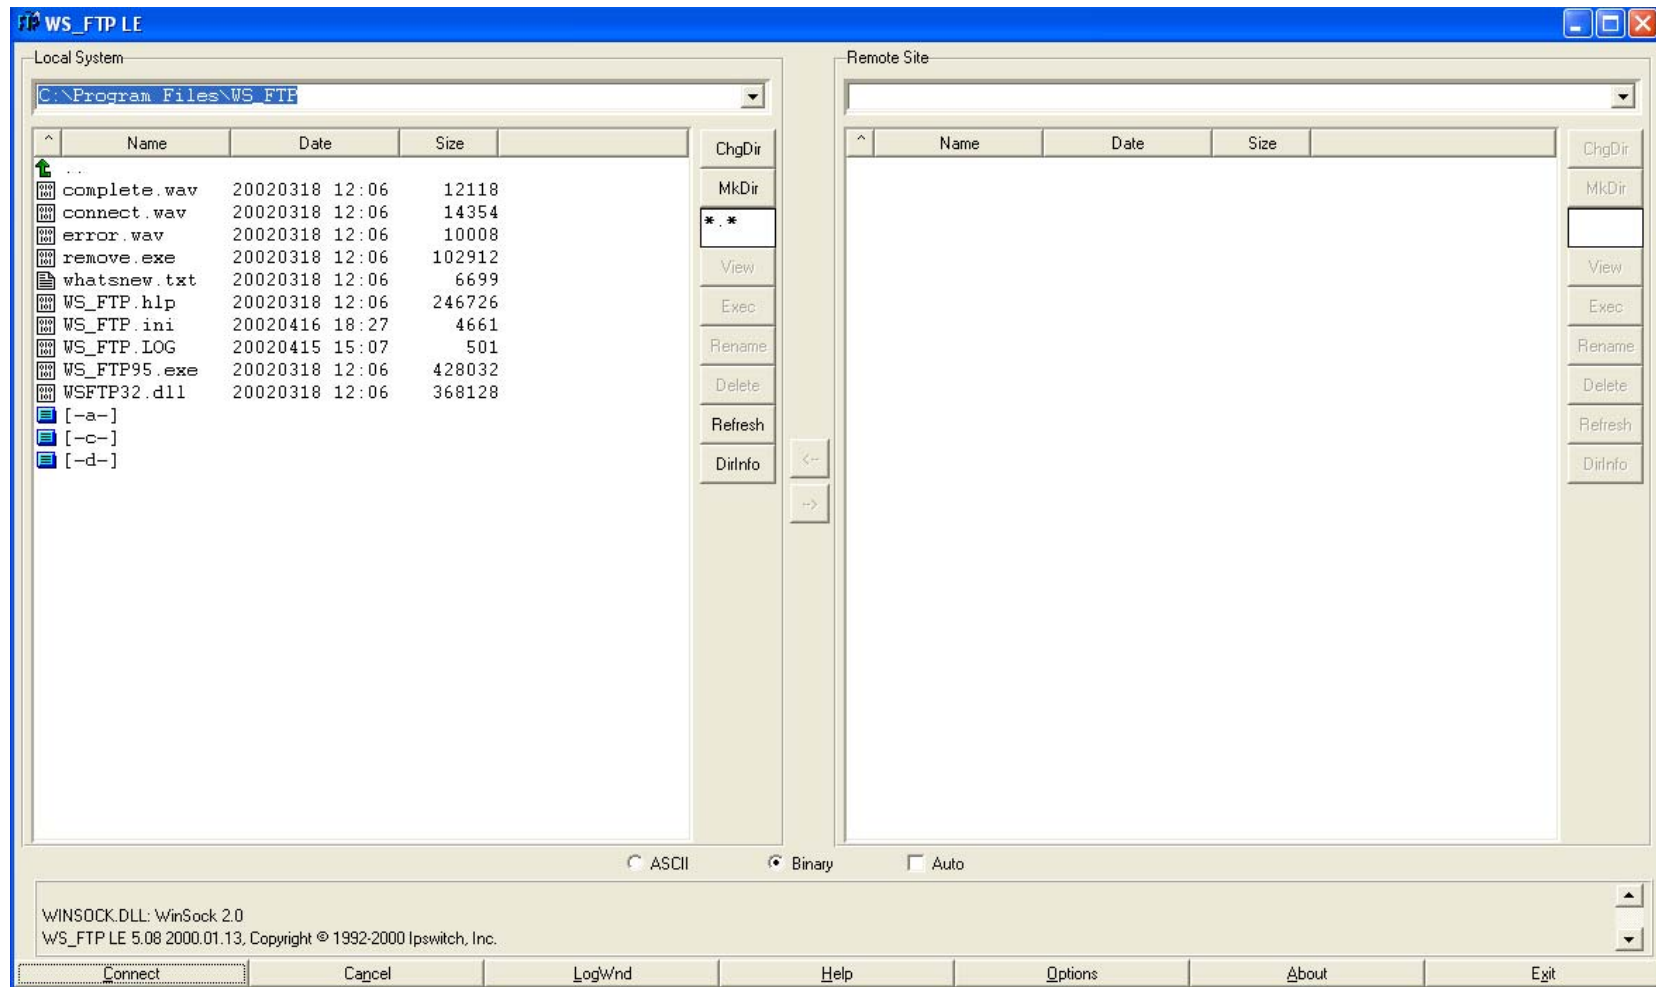 WS_FTP LE
Local System
C:\Program Files\WS_FTP
^ Name Date Size
..
complete.wav 20020318 12:06 12118
connect.wav 20020318 12:06 14354
error.wav 20020318 12:06 10008
remove.exe 20020318 12:06 102912
whatsnew.txt 20020318 12:06 6699
WS_FTP.hlp 20020318 12:06 246726
WS_FTP.ini 20020416 18:27 4661
WS_FTP.LOG 20020415 15:07 501
WS_FTP95.exe 20020318 12:06 428032
WSFTP32.dll 20020318 12:06 368128
[-a-]
[-c-]
[-d-]
ChgDir
MkDir
*.*
View
Exec
Rename
Delete
Refresh
DirInfo
<--
-->
Remote Site
^ Name Date Size
ChgDir
MkDir
View
Exec
Rename
Delete
Refresh
DirInfo
ASCII Binary Auto
WINSOCK.DLL: WinSock 2.0
WS_FTP LE 5.08 2000.01.13, Copyright © 1992-2000 Ipswitch, Inc.
Connect Cancel LogWnd Help Options About Exit